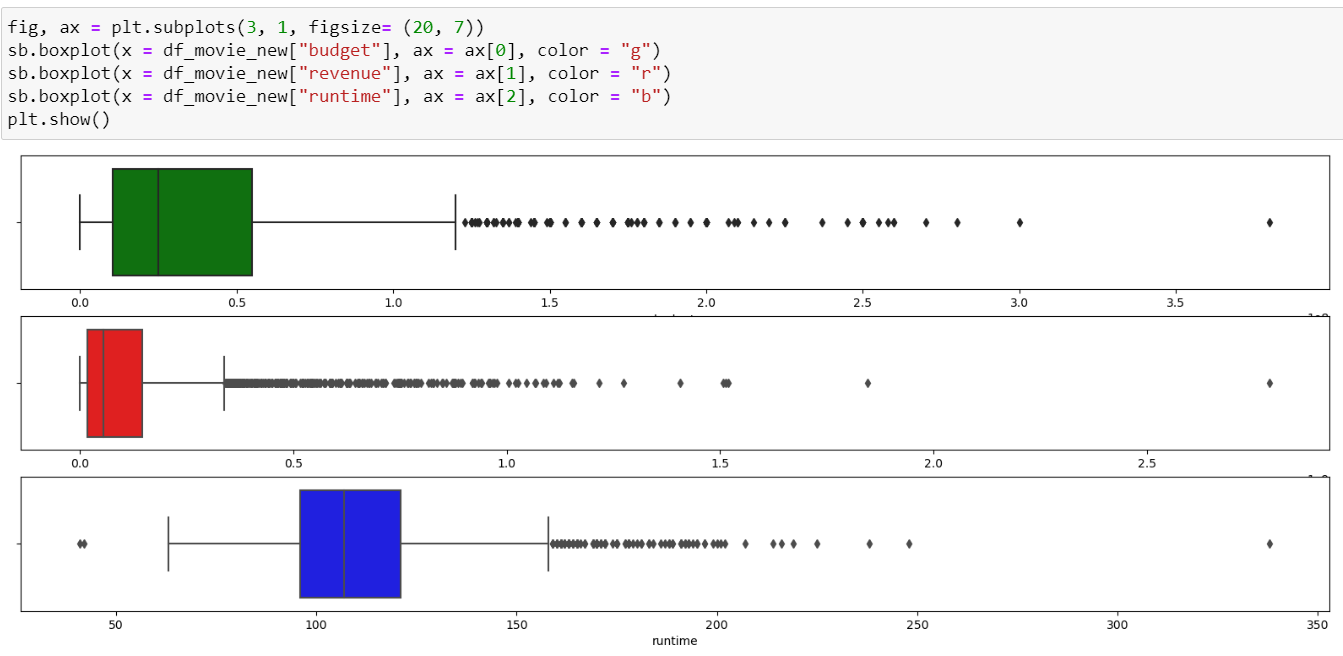 fig, ax = plt.subplots(3, 1, figsize= (20, 7))
sb.boxplot(x = df_movie_new["budget"], ax = ax[0], color = "g")
sb.boxplot(x = df_movie_new["revenue"], ax = ax[1], color = "r")
sb.boxplot(x = df_movie_new["runtime"], ax = ax[2], color = "b")
plt.show()
0.0 0.5 1.0 1.5 2.0 2.5 3.0 3.5
0.0 0.5 1.0 1.5 2.0 2.5
50 100 150 200 250 300 350
runtime